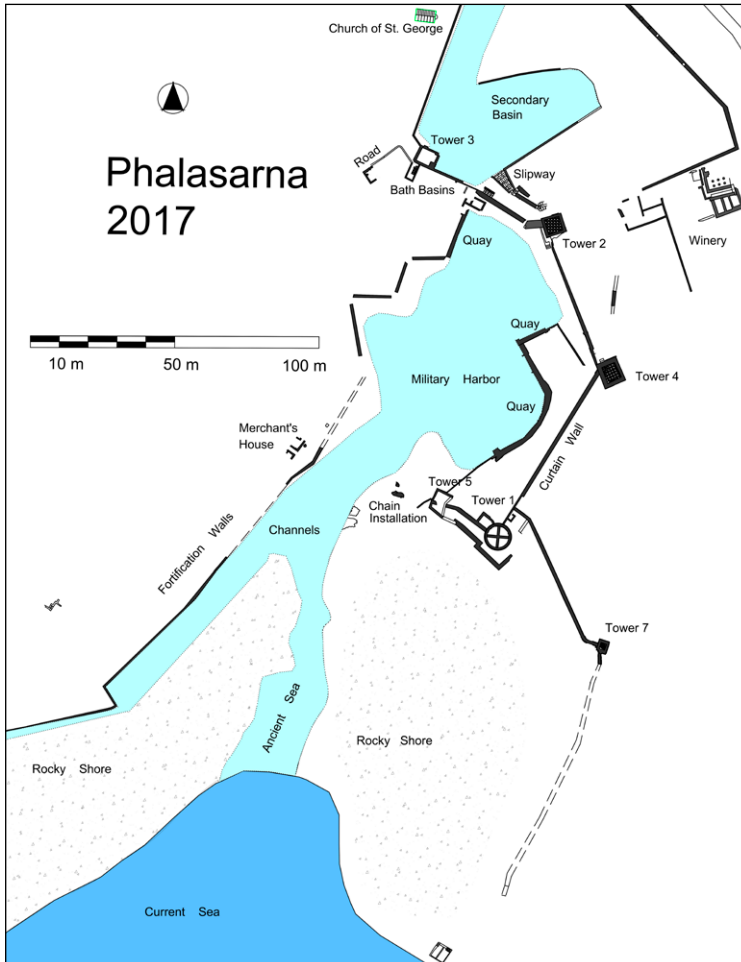 Church of St. George
Secondary
Basin
Tower 3
Road
Slipway
Bath Basins
Phalasarna
2017
Quay
Tower 2
Winery
Quay
10 m
50 m
100 m
Military Harbor
Tower 4
Quay
Merchant's
House
Curtain Wall
Tower 5
Tower 1
Chain
Installation
Channels
Fortification Walls
Tower 7
Ancient Sea
Rocky Shore
Rocky Shore
Current Sea